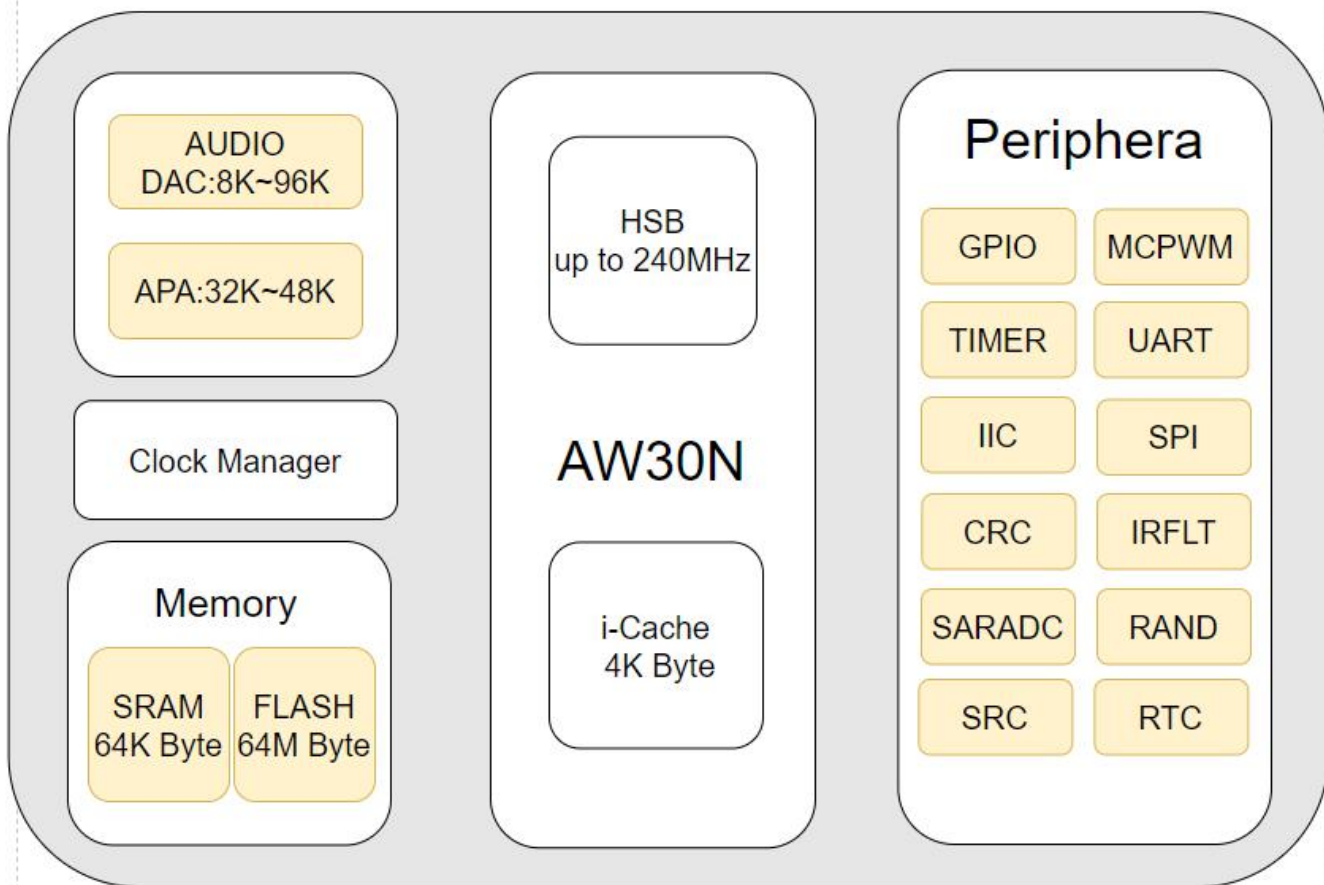 AUDIO
DAC:8K~96K
APA:32K~48K
Clock Manager
Memory
SRAM
64K Byte
FLASH
64M Byte
HSB
up to 240MHz
AW30N
i-Cache
4K Byte
Periphera
GPIO
MCPWM
TIMER
UART
IIC
SPI
CRC
IRFLT
SARADC
RAND
SRC
RTC